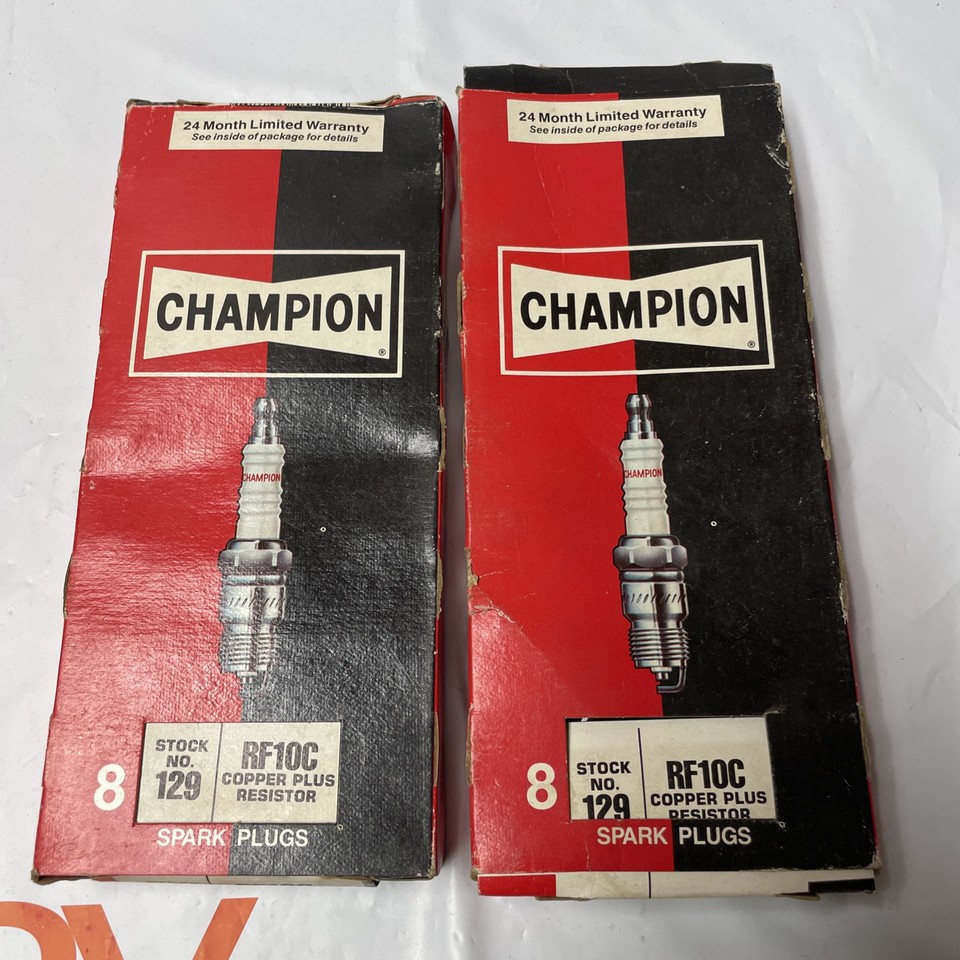 24 Month Limited Warranty
See inside of package for details
CHAMPION
®
CHAMPION
8
STOCK
NO.
129
RF10C
COPPER PLUS
RESISTOR
SPARK PLUGS
24 Month Limited Warranty
See inside of package for details
CHAMPION
®
CHAMPION
8
STOCK
NO.
129
RF10C
COPPER PLUS
RESISTOR
SPARK PLUGS